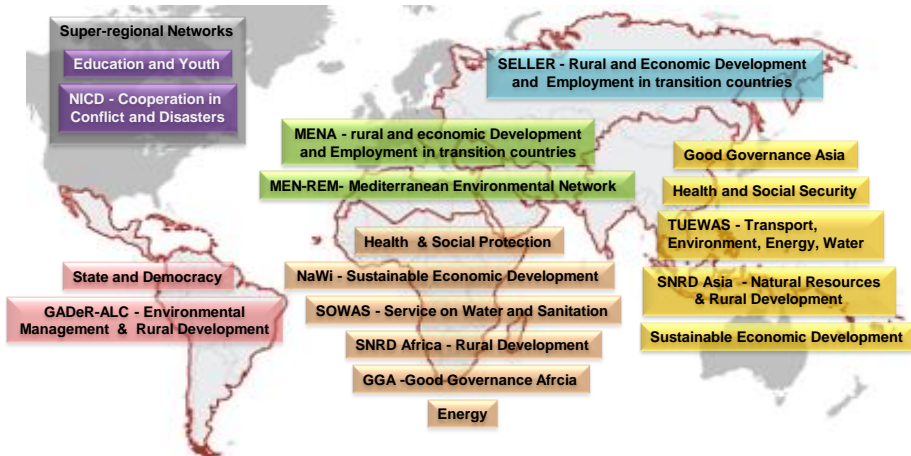 Super-regional Networks
Education and Youth
NICD - Cooperation in
Conflict and Disasters
SELLER - Rural and Economic Development
and Employment in transition countries
MENA - rural and economic Development
and Employment in transition countries
MEN-REM- Mediterranean Environmental Network
Good Governance Asia
Health and Social Security
TUEWAS - Transport,
Environment, Energy, Water
SNRD Asia - Natural Resources
& Rural Development
Sustainable Economic Development
Health & Social Protection
NaWi - Sustainable Economic Development
SOWAS - Service on Water and Sanitation
SNRD Africa - Rural Development
GGA -Good Governance Afrcia
Energy
State and Democracy
GADeR-ALC - Environmental
Management & Rural Development